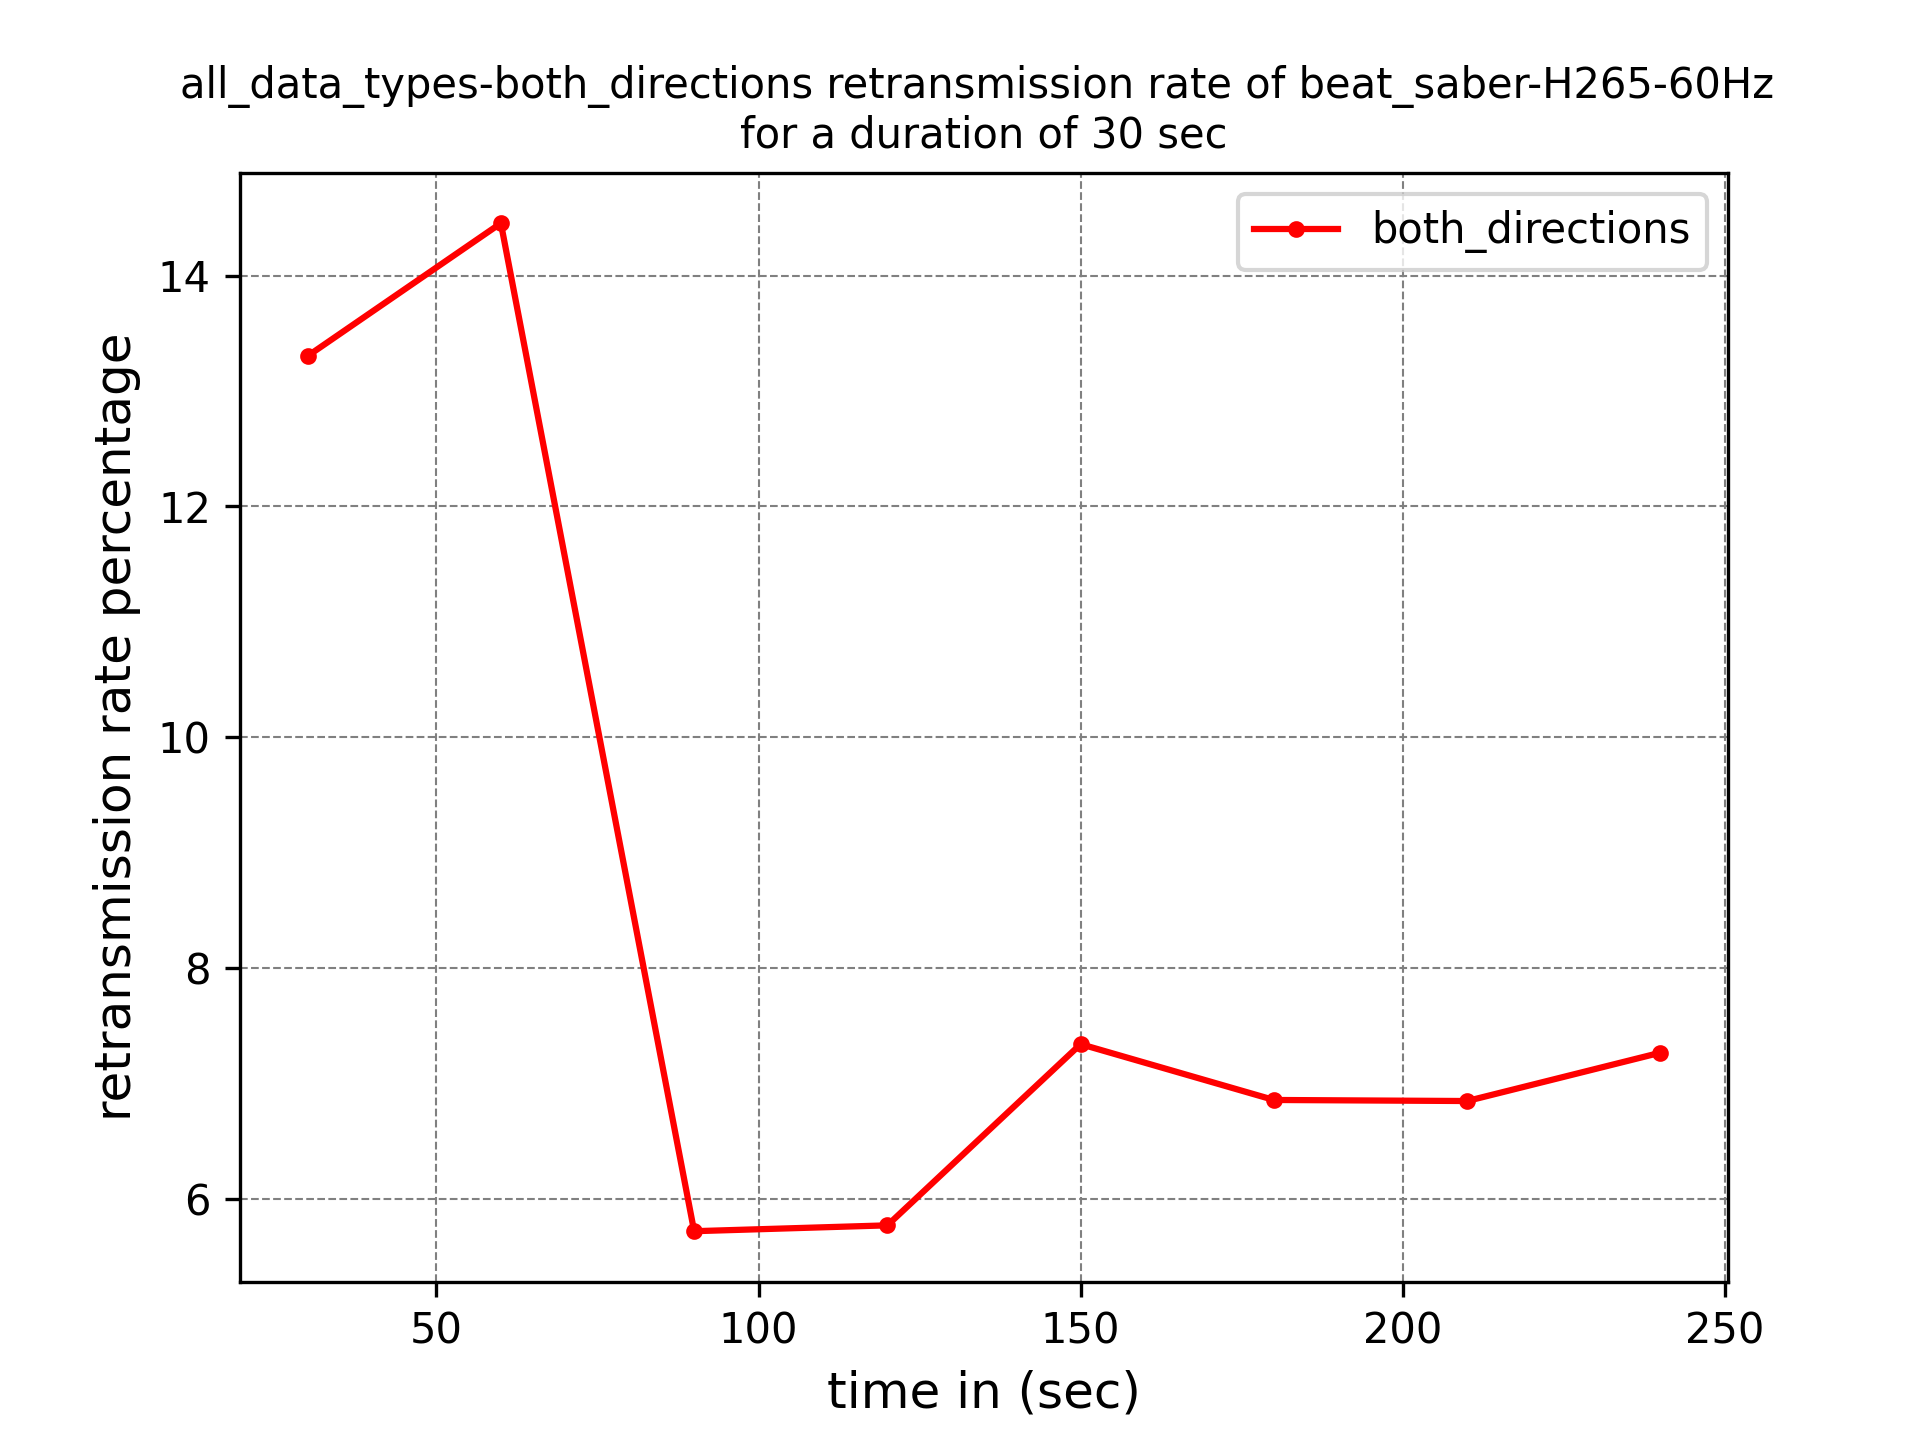 all_data_types-both_directions retransmission rate of beat_saber-H265-60Hz
for a duration of 30 sec
both_directions
14
12
10
8
6
retransmission rate percentage
50 100 150 200 250
time in (sec)